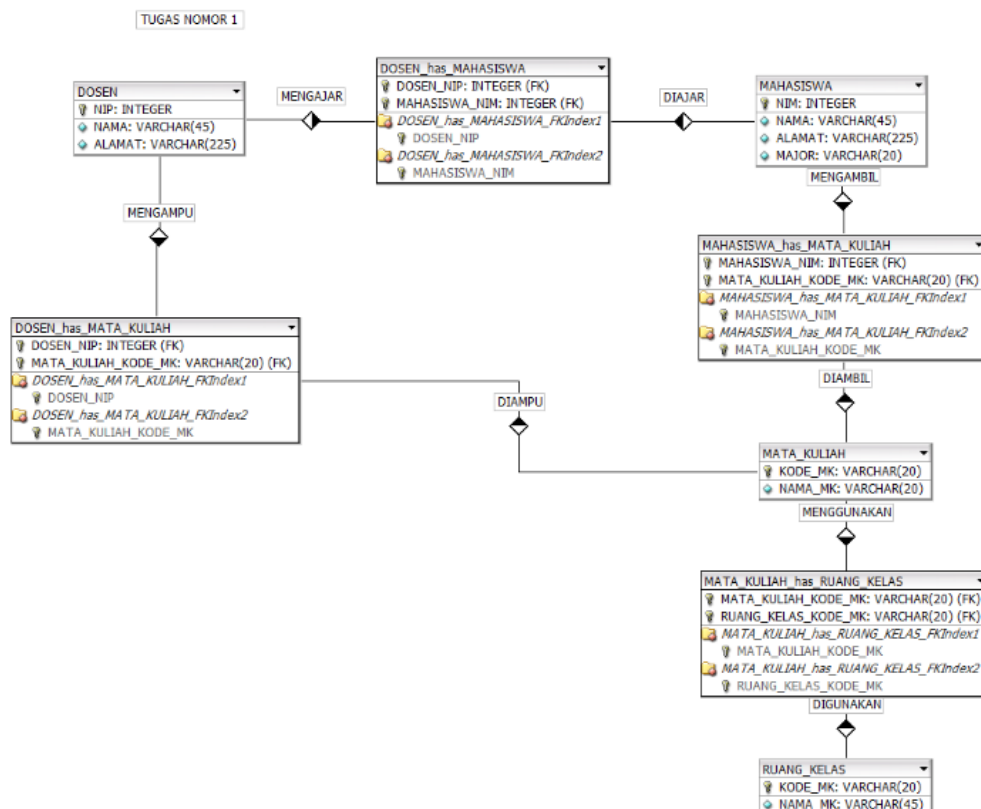 TUGAS NOMOR 1
DOSEN
NIP: INTEGER
NAMA: VARCHAR(45)
ALAMAT: VARCHAR(225)
MENGAJAR
DOSEN_has_MAHASISWA
DOSEN_NIP: INTEGER (FK)
MAHASISWA_NIM: INTEGER (FK)
DOSEN_has_MAHASISWA_FKIndex1
DOSEN_NIP
DOSEN_has_MAHASISWA_FKIndex2
MAHASISWA_NIM
DIAJAR
MAHASISWA
NIM: INTEGER
NAMA: VARCHAR(45)
ALAMAT: VARCHAR(225)
MAJOR: VARCHAR(20)
MENGAMPU
MENGAMBIL
MAHASISWA_has_MATA_KULIAH
MAHASISWA_NIM: INTEGER (FK)
MATA_KULIAH_KODE_MK: VARCHAR(20) (FK)
MAHASISWA_has_MATA_KULIAH_FKIndex1
MAHASISWA_NIM
MAHASISWA_has_MATA_KULIAH_FKIndex2
MATA_KULIAH_KODE_MK
DOSEN_has_MATA_KULIAH
DOSEN_NIP: INTEGER (FK)
MATA_KULIAH_KODE_MK: VARCHAR(20) (FK)
DOSEN_has_MATA_KULIAH_FKIndex1
DOSEN_NIP
DOSEN_has_MATA_KULIAH_FKIndex2
MATA_KULIAH_KODE_MK
DIAMPU
DIAMBIL
MATA_KULIAH
KODE_MK: VARCHAR(20)
NAMA_MK: VARCHAR(20)
MENGGUNAKAN
MATA_KULIAH_has_RUANG_KELAS
MATA_KULIAH_KODE_MK: VARCHAR(20) (FK)
RUANG_KELAS_KODE_MK: VARCHAR(20) (FK)
MATA_KULIAH_has_RUANG_KELAS_FKIndex1
MATA_KULIAH_KODE_MK
MATA_KULIAH_has_RUANG_KELAS_FKIndex2
RUANG_KELAS_KODE_MK
DIGUNAKAN
RUANG_KELAS
KODE_MK: VARCHAR(20)
NAMA_MK: VARCHAR(45)